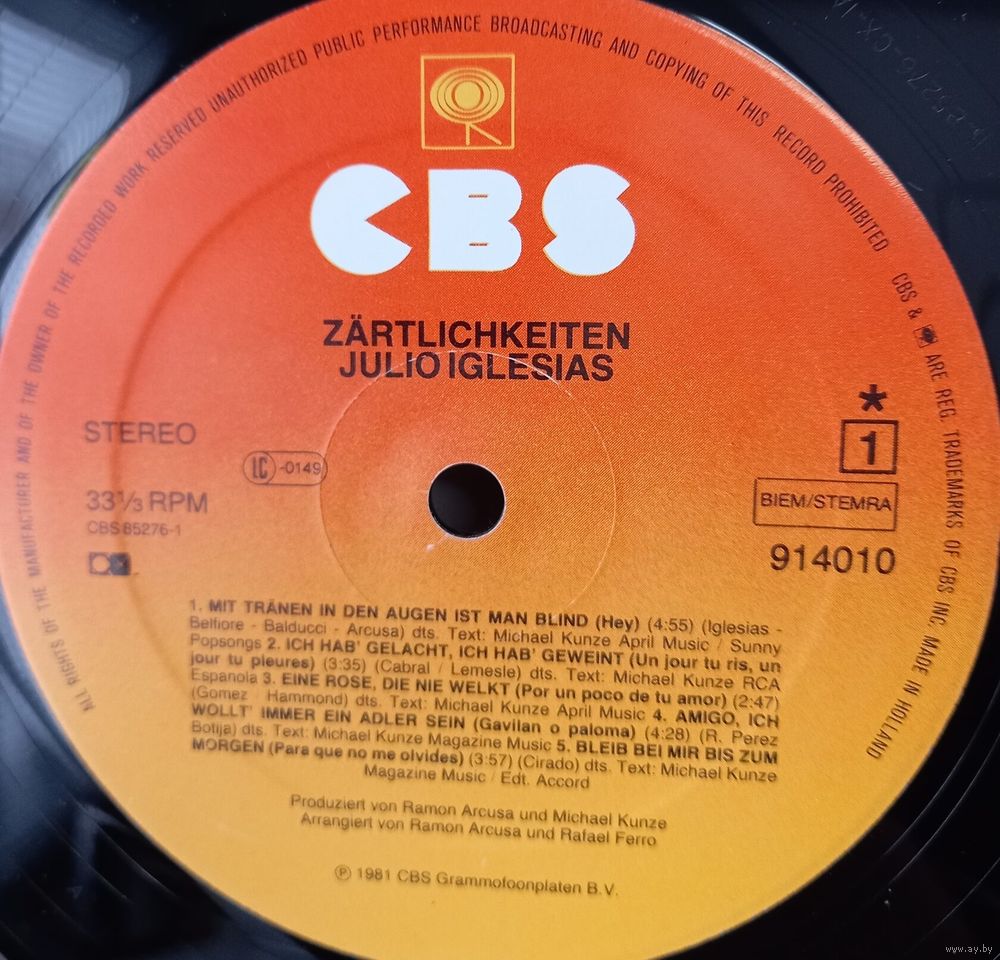 ALL RIGHTS OF THE MANUFACTURER AND OF THE OWNER OF THE RECORDED WORK RESERVED UNAUTHORIZED PUBLIC PERFORMANCE BROADCASTING AND COPYING OF THIS RECORD PROHIBITED CBS & ARE REG. TRADEMARKS OF CBS INC. MADE IN HOLLAND
CBS
ZÄRTLICHKEITEN
JULIO IGLESIAS
STEREO
LC -0149
33⅓ RPM
CBS 85276-1
*
1
BIEM/STEMRA
914010
1. MIT TRÄNEN IN DEN AUGEN IST MAN BLIND (Hey) (4:55) (Iglesias -
Belfiore - Balducci - Arcusa) dts. Text: Michael Kunze April Music / Sunny
Popsongs 2. ICH HAB' GELACHT, ICH HAB' GEWEINT (Un jour tu ris, un
jour tu pleures) (3:35) (Cabral / Lemesle) dts. Text: Michael Kunze RCA
Espanola 3. EINE ROSE, DIE NIE WELKT (Por un poco de tu amor) (2:47)
(Gomez / Hammond) dts. Text: Michael Kunze April Music 4. AMIGO, ICH
WOLLT' IMMER EIN ADLER SEIN (Gavilan o paloma) (4:28) (R. Perez
Botija) dts. Text: Michael Kunze Magazine Music 5. BLEIB BEI MIR BIS ZUM
MORGEN (Para que no me olvides) (3:57) (Cirado) dts. Text: Michael Kunze
Magazine Music / Edt. Accord
Produziert von Ramon Arcusa und Michael Kunze
Arrangiert von Ramon Arcusa und Rafael Ferro
℗ 1981 CBS Grammofoonplaten B.V.
www.ay.by